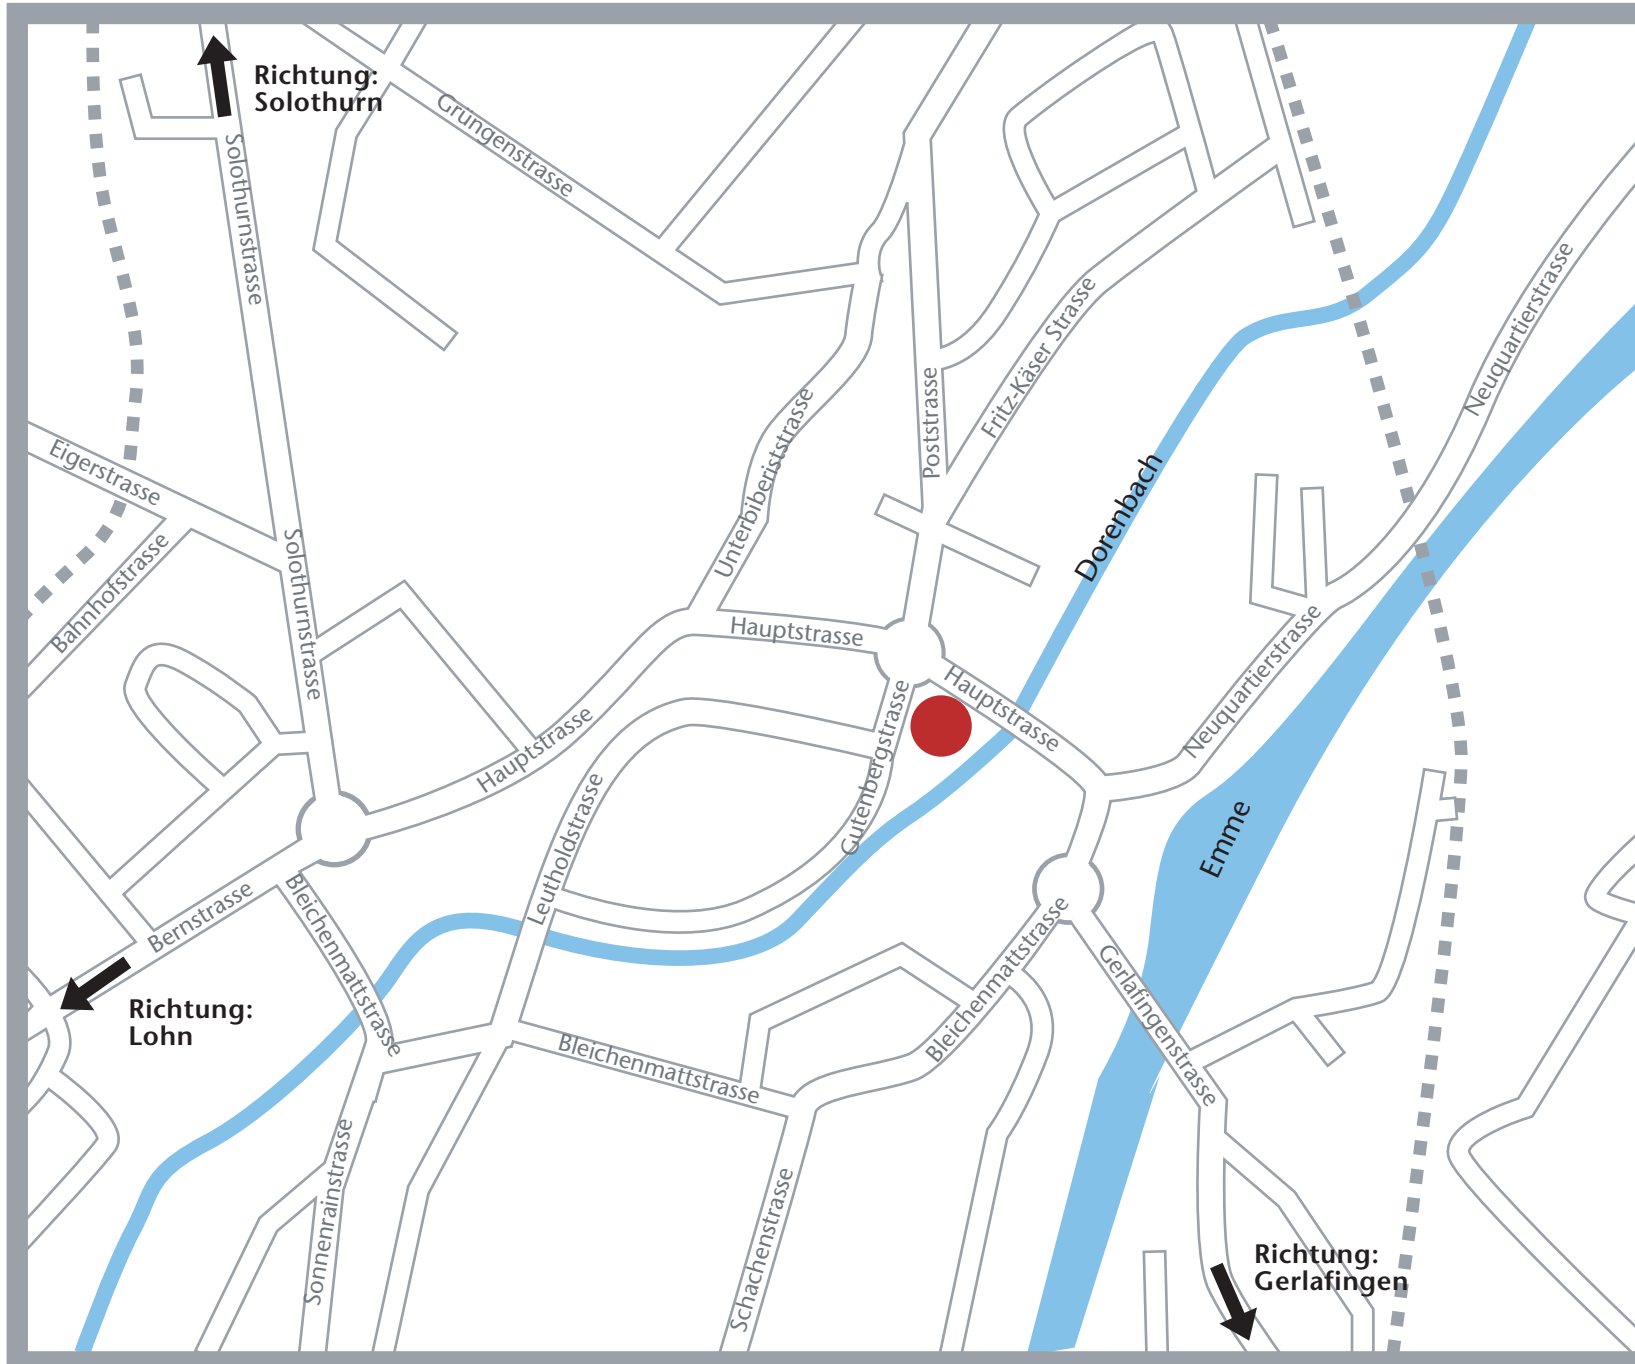 Richtung:
Solothurn
Grüngenstrasse
Solothurnstrasse
Neuquartierstrasse
Fritz-Käser Strasse
Poststrasse
Unterbiberiststrasse
Eigerstrasse
Dorenbach
Bahnhofstrasse
Solothurnstrasse
Hauptstrasse
Hauptstrasse
Neuquartierstrasse
Hauptstrasse
Gutenbergstrasse
Leutholdstrasse
Emme
Bernstrasse
Bleichenmattstrasse
Bleichenmattstrasse
Gerlafingenstrasse
Richtung:
Lohn
Bleichenmattstrasse
Sonnenrainstrasse
Schachenstrasse
Richtung:
Gerlafingen